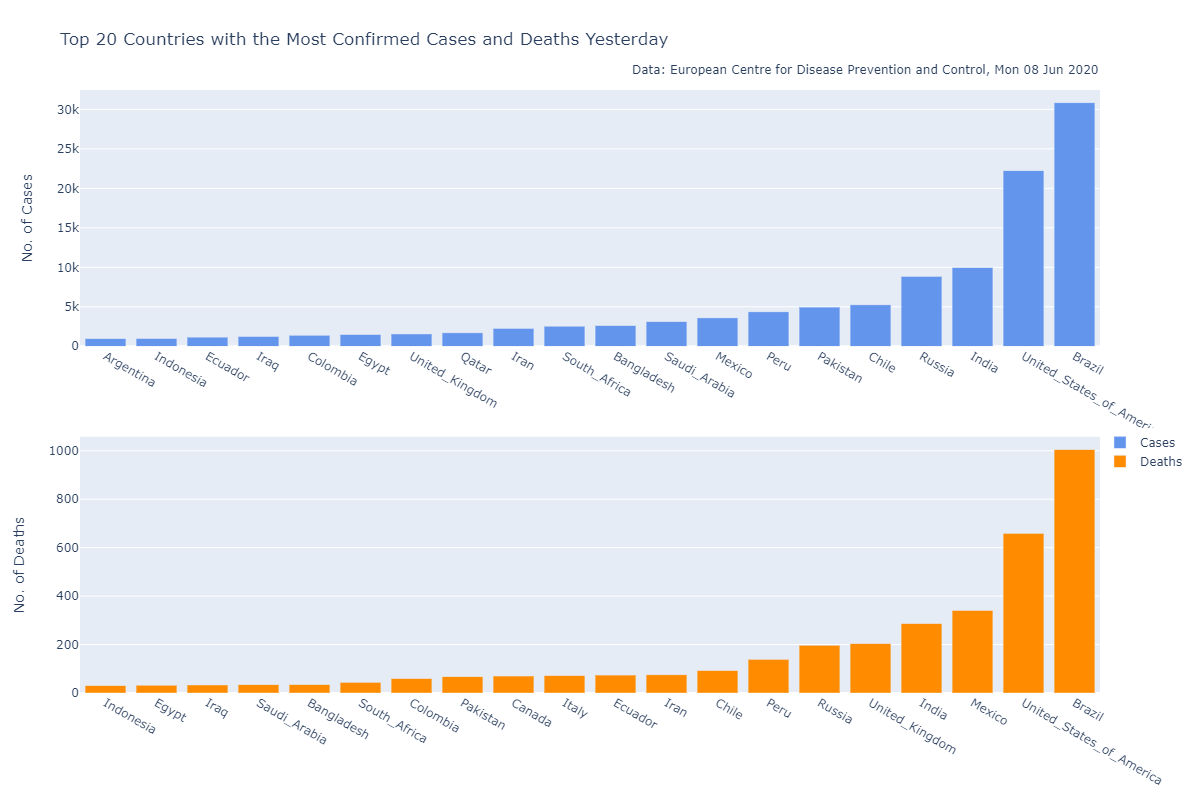 Top 20 Countries with the Most Confirmed Cases and Deaths Yesterday
Data: European Centre for Disease Prevention and Control, Mon 08 Jun 2020
No. of Cases
30k
25k
20k
15k
10k
5k
0
Argentina
Indonesia
Ecuador
Iraq
Colombia
Egypt
United_Kingdom
Qatar
Iran
South_Africa
Bangladesh
Saudi_Arabia
Mexico
Peru
Pakistan
Chile
Russia
India
United_States_of_Ameri
Brazil
Cases
Deaths
No. of Deaths
1000
800
600
400
200
0
Indonesia
Egypt
Iraq
Saudi_Arabia
Bangladesh
South_Africa
Colombia
Pakistan
Canada
Italy
Ecuador
Iran
Chile
Peru
Russia
United_Kingdom
India
Mexico
United_States_of_America
Brazil